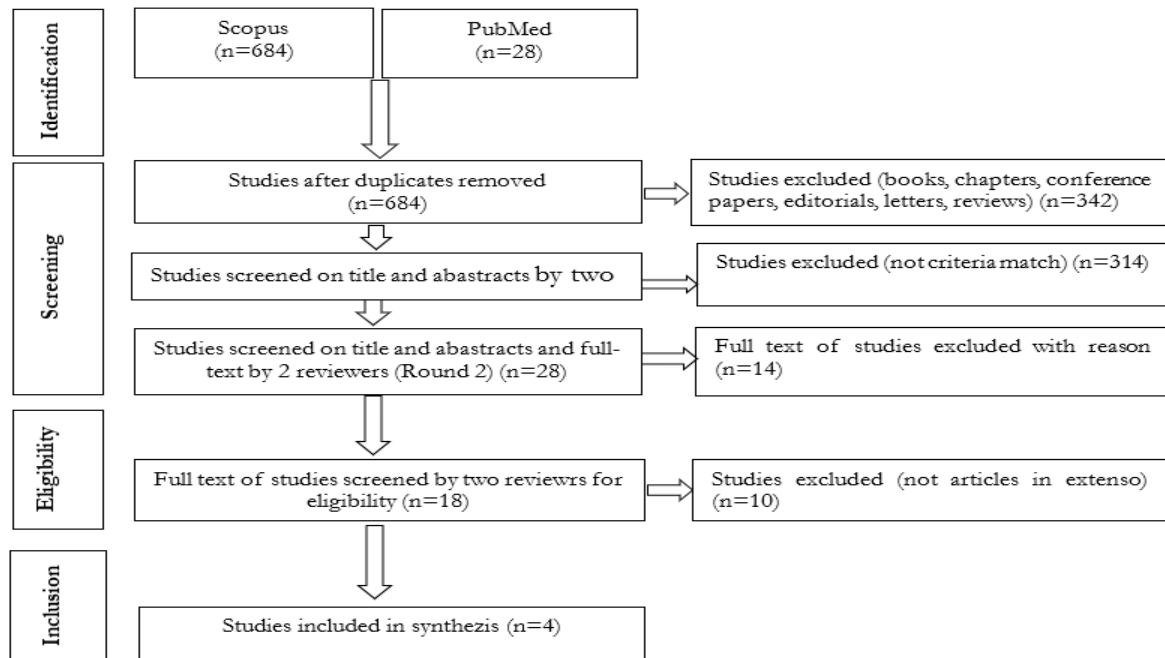 Identification
Scopus
(n=684)
PubMed
(n=28)
Screening
Studies after duplicates removed
(n=684)
Studies excluded (books, chapters, conference
papers, editorials, letters, reviews) (n=342)
Studies screened on title and abastracts by two
Studies excluded (not criteria match) (n=314)
Studies screened on title and abastracts and full-
text by 2 reviewers (Round 2) (n=28)
Full text of studies excluded with reason
(n=14)
Eligibility
Full text of studies screened by two reviewrs for
eligibility (n=18)
Studies excluded (not articles in extenso)
(n=10)
Inclusion
Studies included in synthezis (n=4)